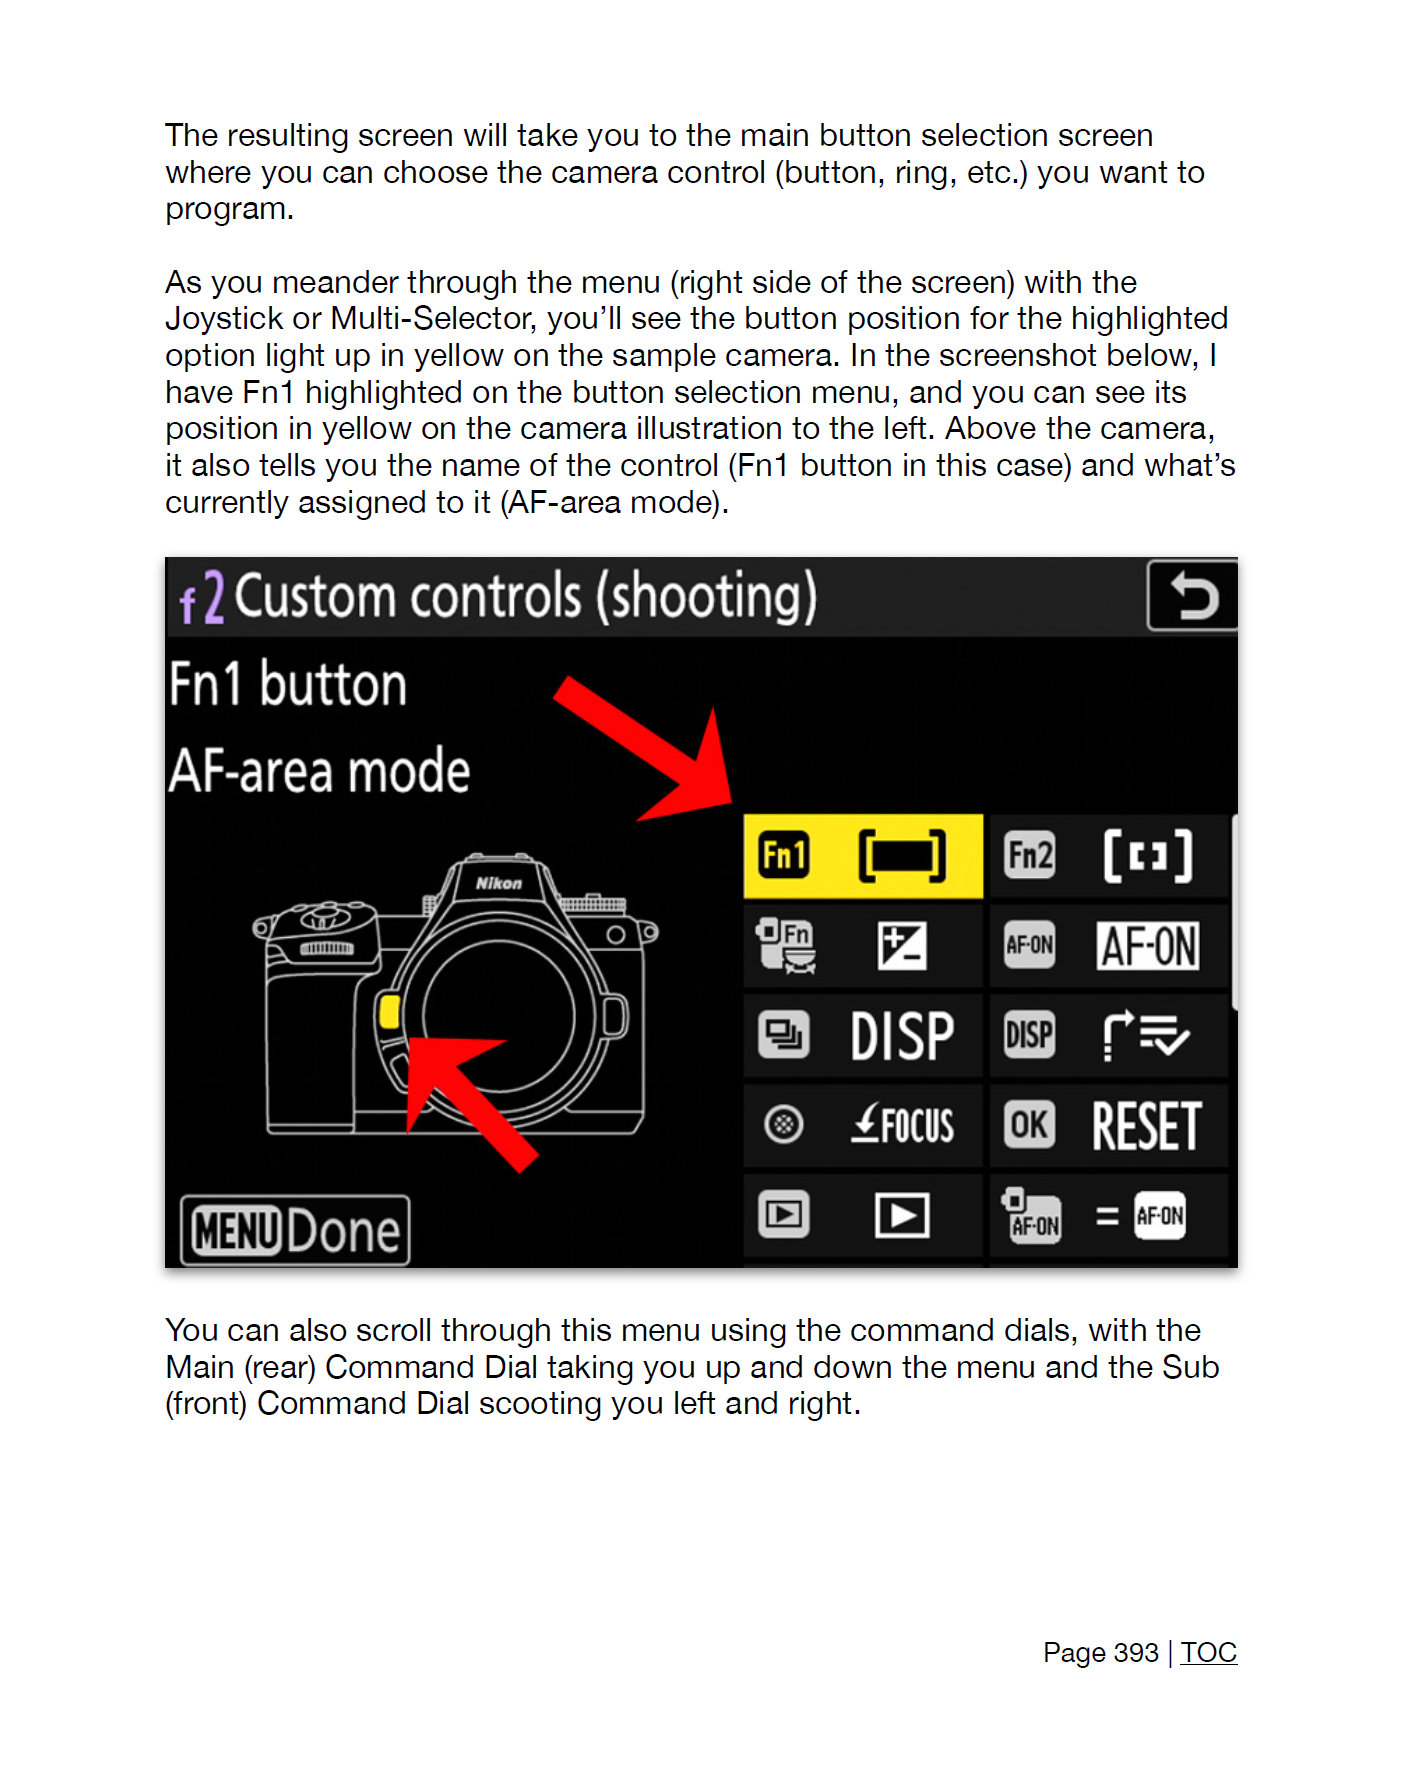 The resulting screen will take you to the main button selection screen
where you can choose the camera control (button, ring, etc.) you want to
program.
As you meander through the menu (right side of the screen) with the
Joystick or Multi-Selector, you’ll see the button position for the highlighted
option light up in yellow on the sample camera. In the screenshot below, I
have Fn1 highlighted on the button selection menu, and you can see its
position in yellow on the camera illustration to the left. Above the camera,
it also tells you the name of the control (Fn1 button in this case) and what’s
currently assigned to it (AF-area mode).
f2 Custom controls (shooting)
Fn1 button
AF-area mode
Nikon
Fn1 Fn2
Fn AF-ON AF-ON
DISP DISP
FOCUS OK RESET
AF-ON = AF-ON
MENU Done
You can also scroll through this menu using the command dials, with the
Main (rear) Command Dial taking you up and down the menu and the Sub
(front) Command Dial scooting you left and right.
Page 393 | TOC